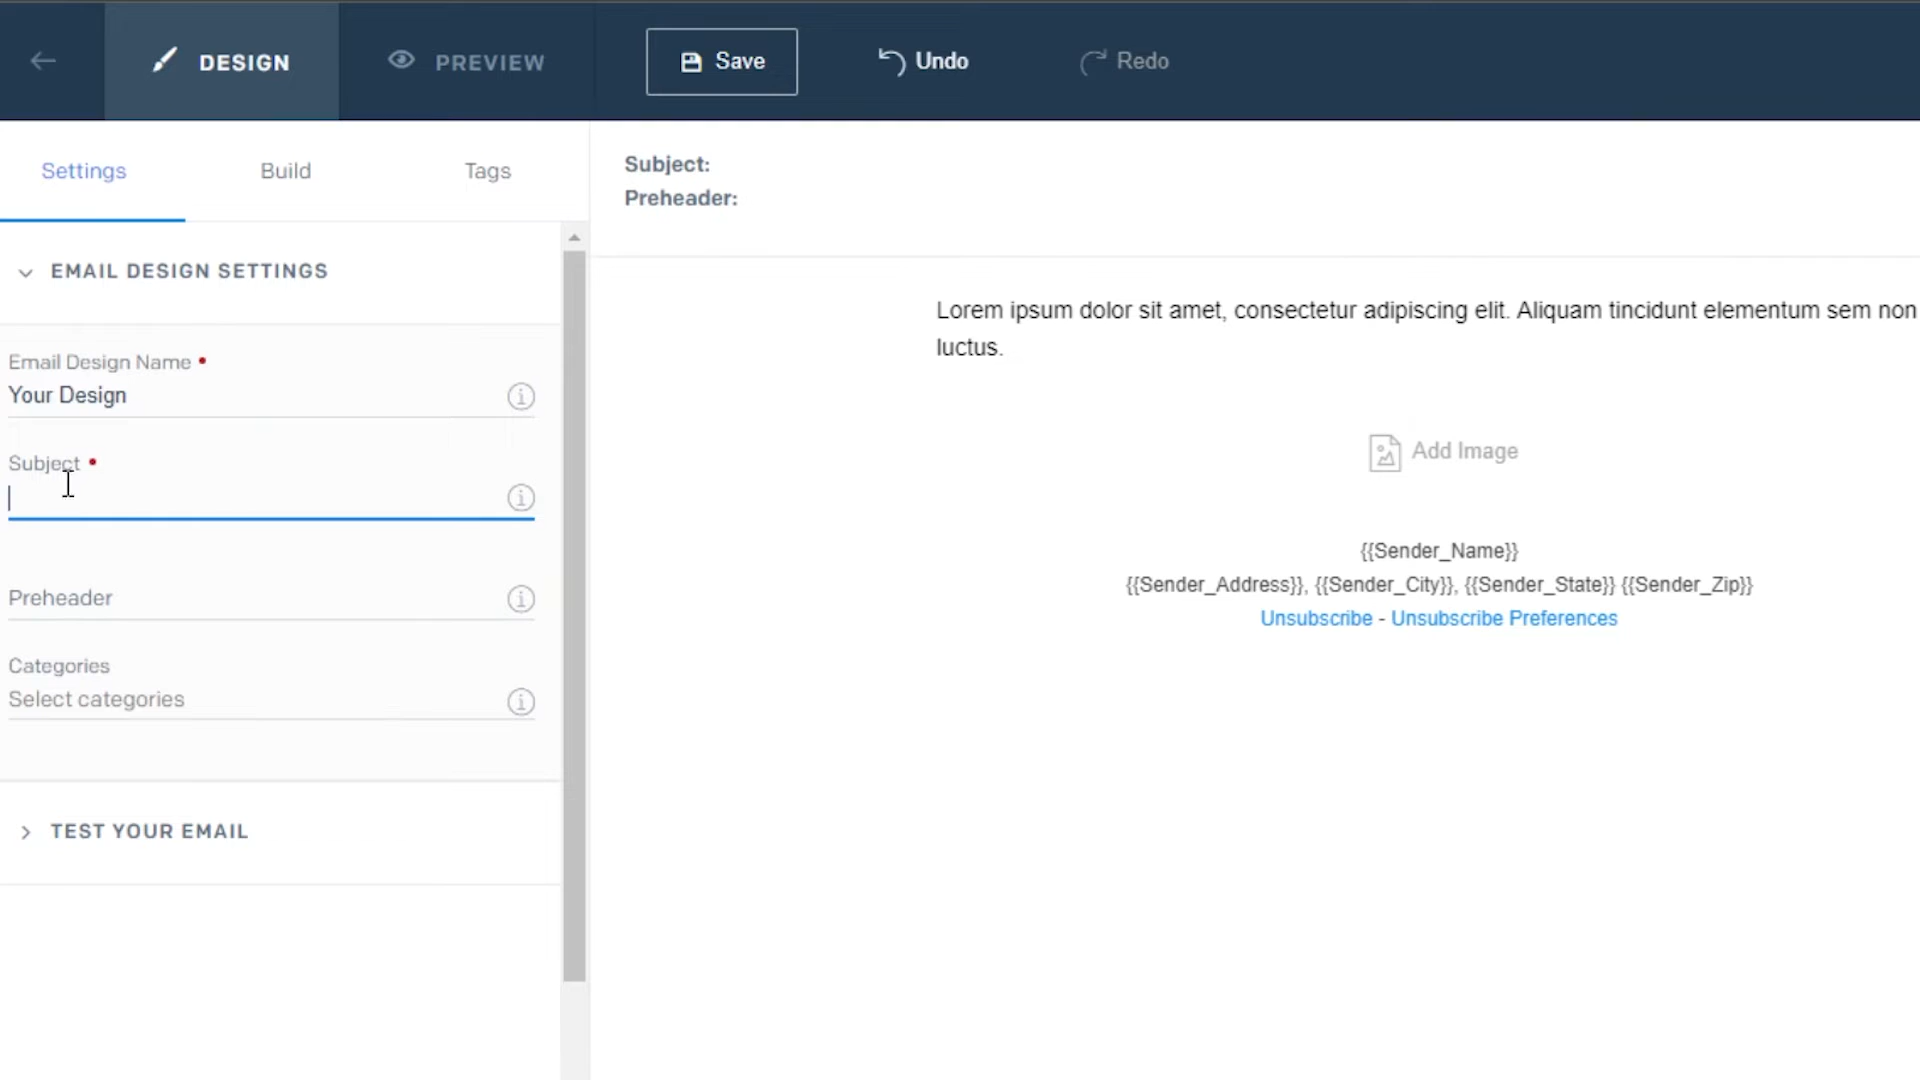 DESIGN
PREVIEW
Save
Undo
Redo
Settings
Build
Tags
EMAIL DESIGN SETTINGS
Email Design Name •
Your Design
Subject •
Preheader
Categories
Select categories
TEST YOUR EMAIL
Subject:
Preheader:
Lorem ipsum dolor sit amet, consectetur adipiscing elit. Aliquam tincidunt elementum sem non
luctus.
Add Image
{{Sender_Name}}
{{Sender_Address}}, {{Sender_City}}, {{Sender_State}} {{Sender_Zip}}
Unsubscribe - Unsubscribe Preferences